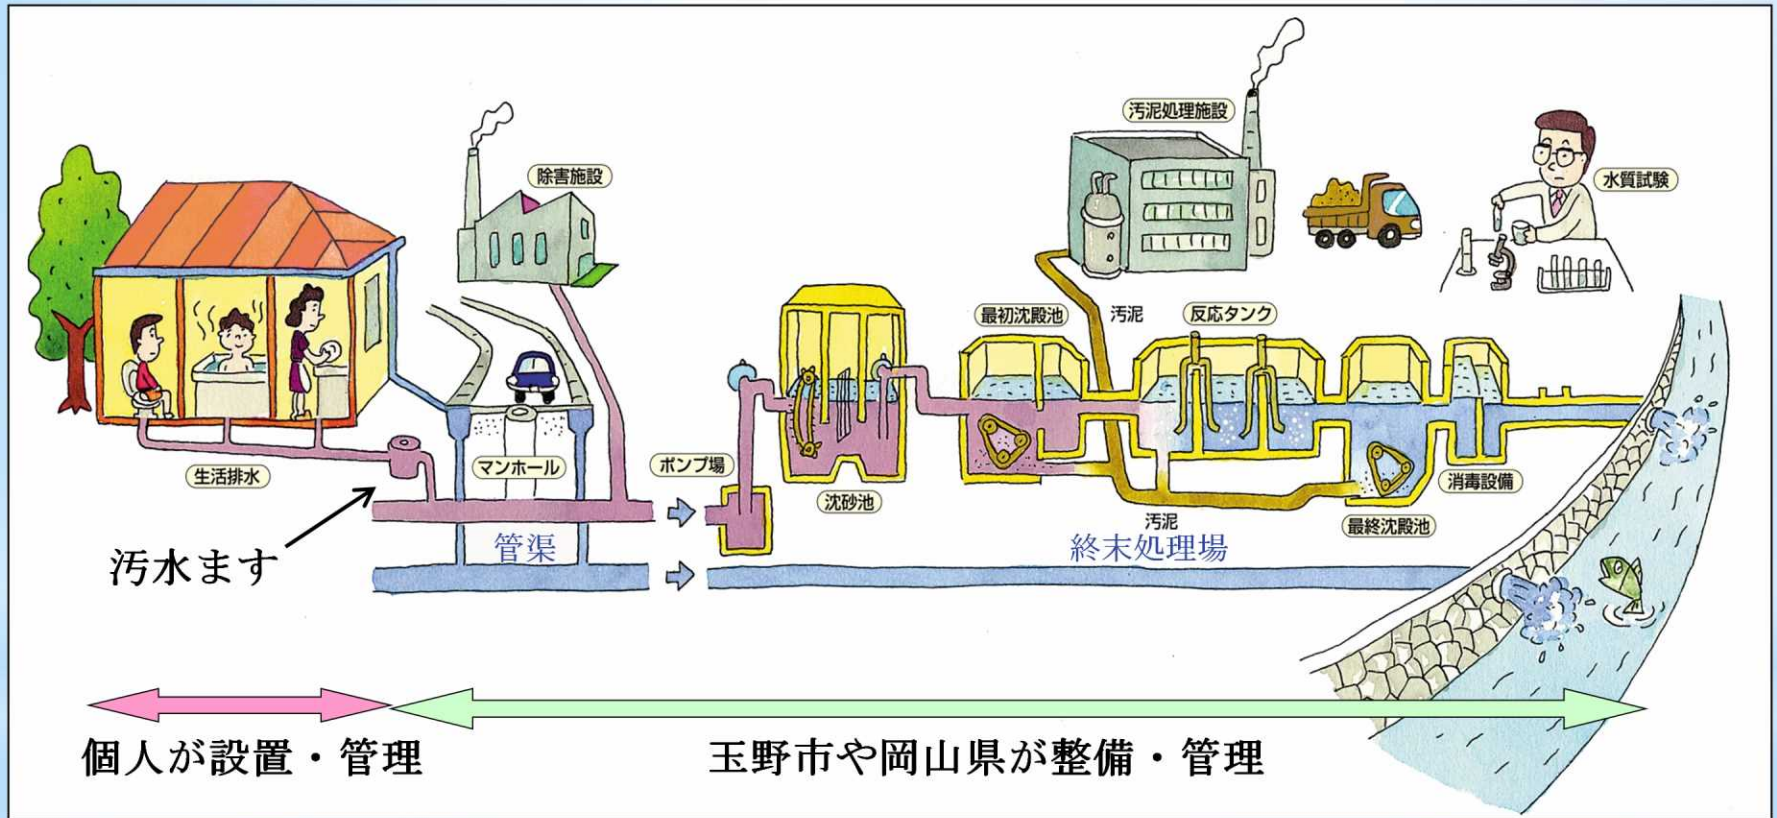 汚泥処理施設
除害施設
水質試験
最初沈殿池
汚泥
反応タンク
生活排水
マンホール
ポンプ場
沈砂池
消毒設備
汚泥
最終沈殿池
汚水ます
管渠
終末処理場
個人が設置・管理
玉野市や岡山県が整備・管理